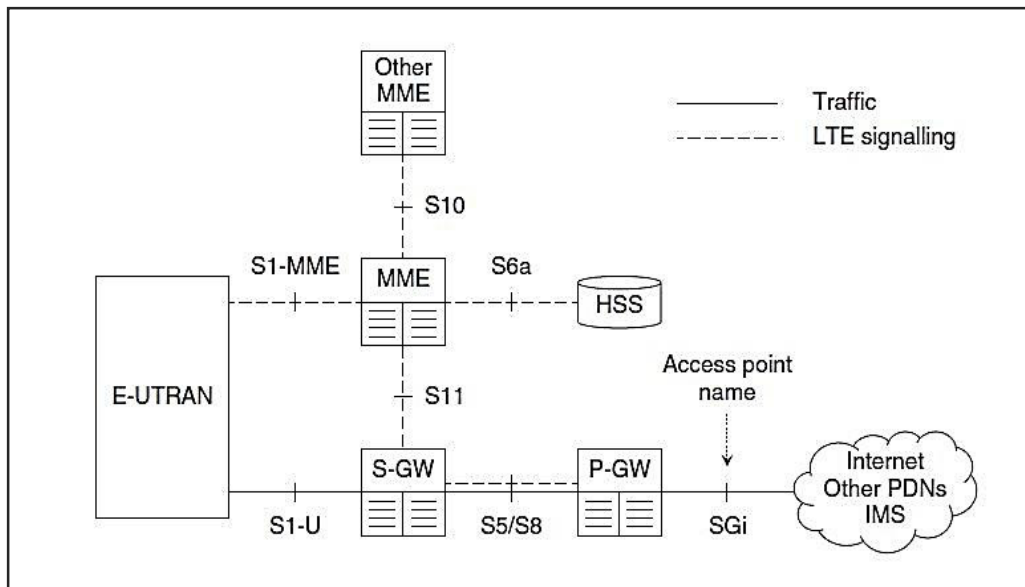 Other
MME
Traffic
LTE signalling
S10
S1-MME
MME
S6a
HSS
E-UTRAN
S11
Access point
name
S-GW
P-GW
Internet
Other PDNs
IMS
S1-U
S5/S8
SGi